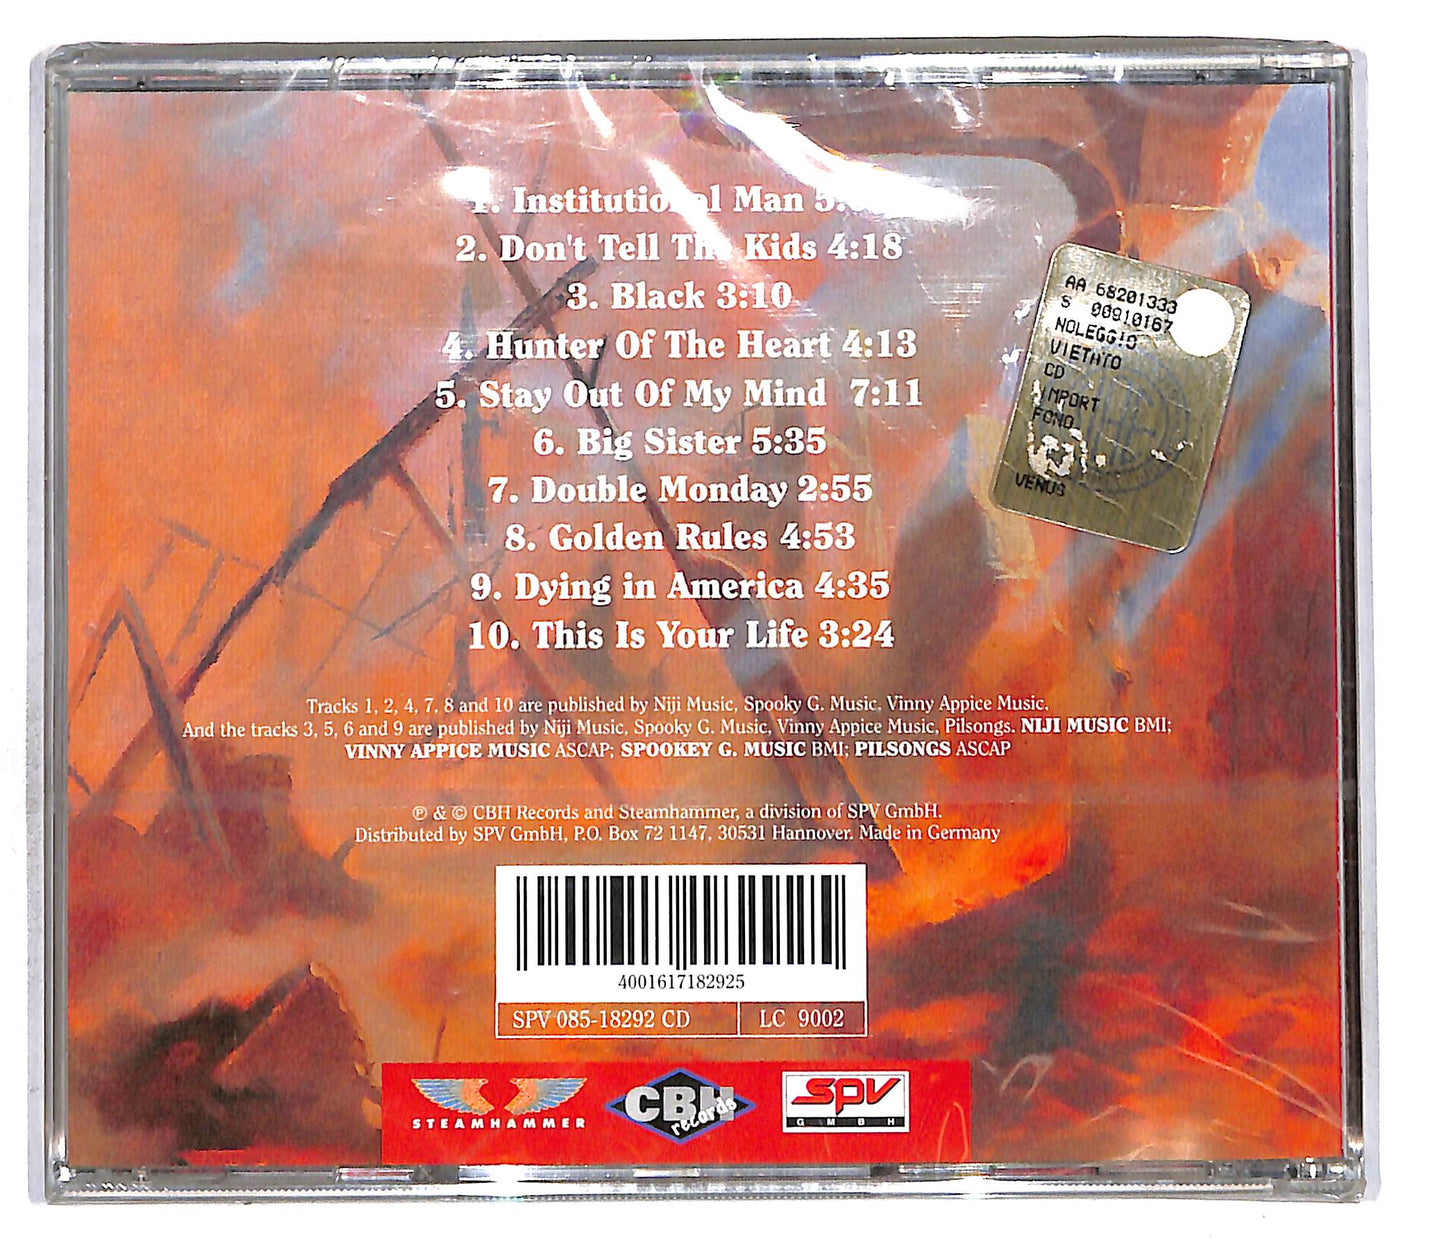 1. Institutional Man
2. Don't Tell The Kids 4:18
3. Black 3:10
4. Hunter Of The Heart 4:13
5. Stay Out Of My Mind 7:11
6. Big Sister 5:35
7. Double Monday 2:55
8. Golden Rules 4:53
9. Dying in America 4:35
10. This Is Your Life 3:24
AA 68201333
S 00910167
NOLEGGIO
VIETATO
CD
IMPORT
FONO
VENUS
Tracks 1, 2, 4, 7, 8 and 10 are published by Niji Music, Spooky G. Music, Vinny Appice Music.
And the tracks 3, 5, 6 and 9 are published by Niji Music, Spooky G. Music, Vinny Appice Music, Pilsongs. NIJI MUSIC BMI;
VINNY APPICE MUSIC ASCAP; SPOOKEY G. MUSIC BMI; PILSONGS ASCAP
℗ & © CBH Records and Steamhammer, a division of SPV GmbH.
Distributed by SPV GmbH, P.O. Box 72 1147, 30531 Hannover. Made in Germany
4001617182925
SPV 085-18292 CD
LC 9002
STEAMHAMMER
CBH records
SPV
GMBH